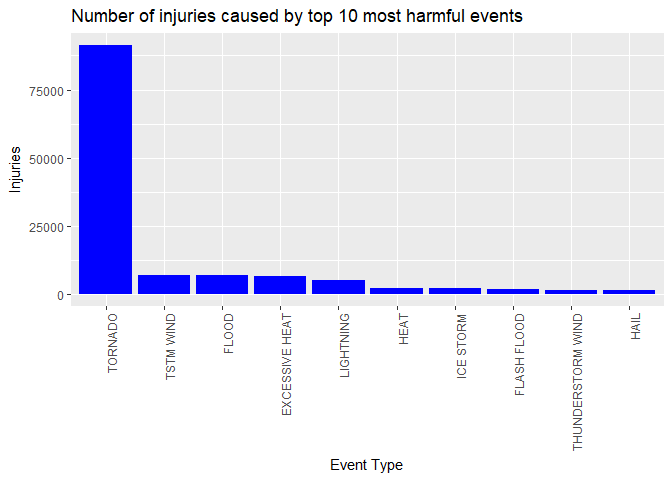 Number of injuries caused by top 10 most harmful events
Injuries
75000
50000
25000
0
TORNADO
TSTM WIND
FLOOD
EXCESSIVE HEAT
LIGHTNING
HEAT
ICE STORM
FLASH FLOOD
THUNDERSTORM WIND
HAIL
Event Type